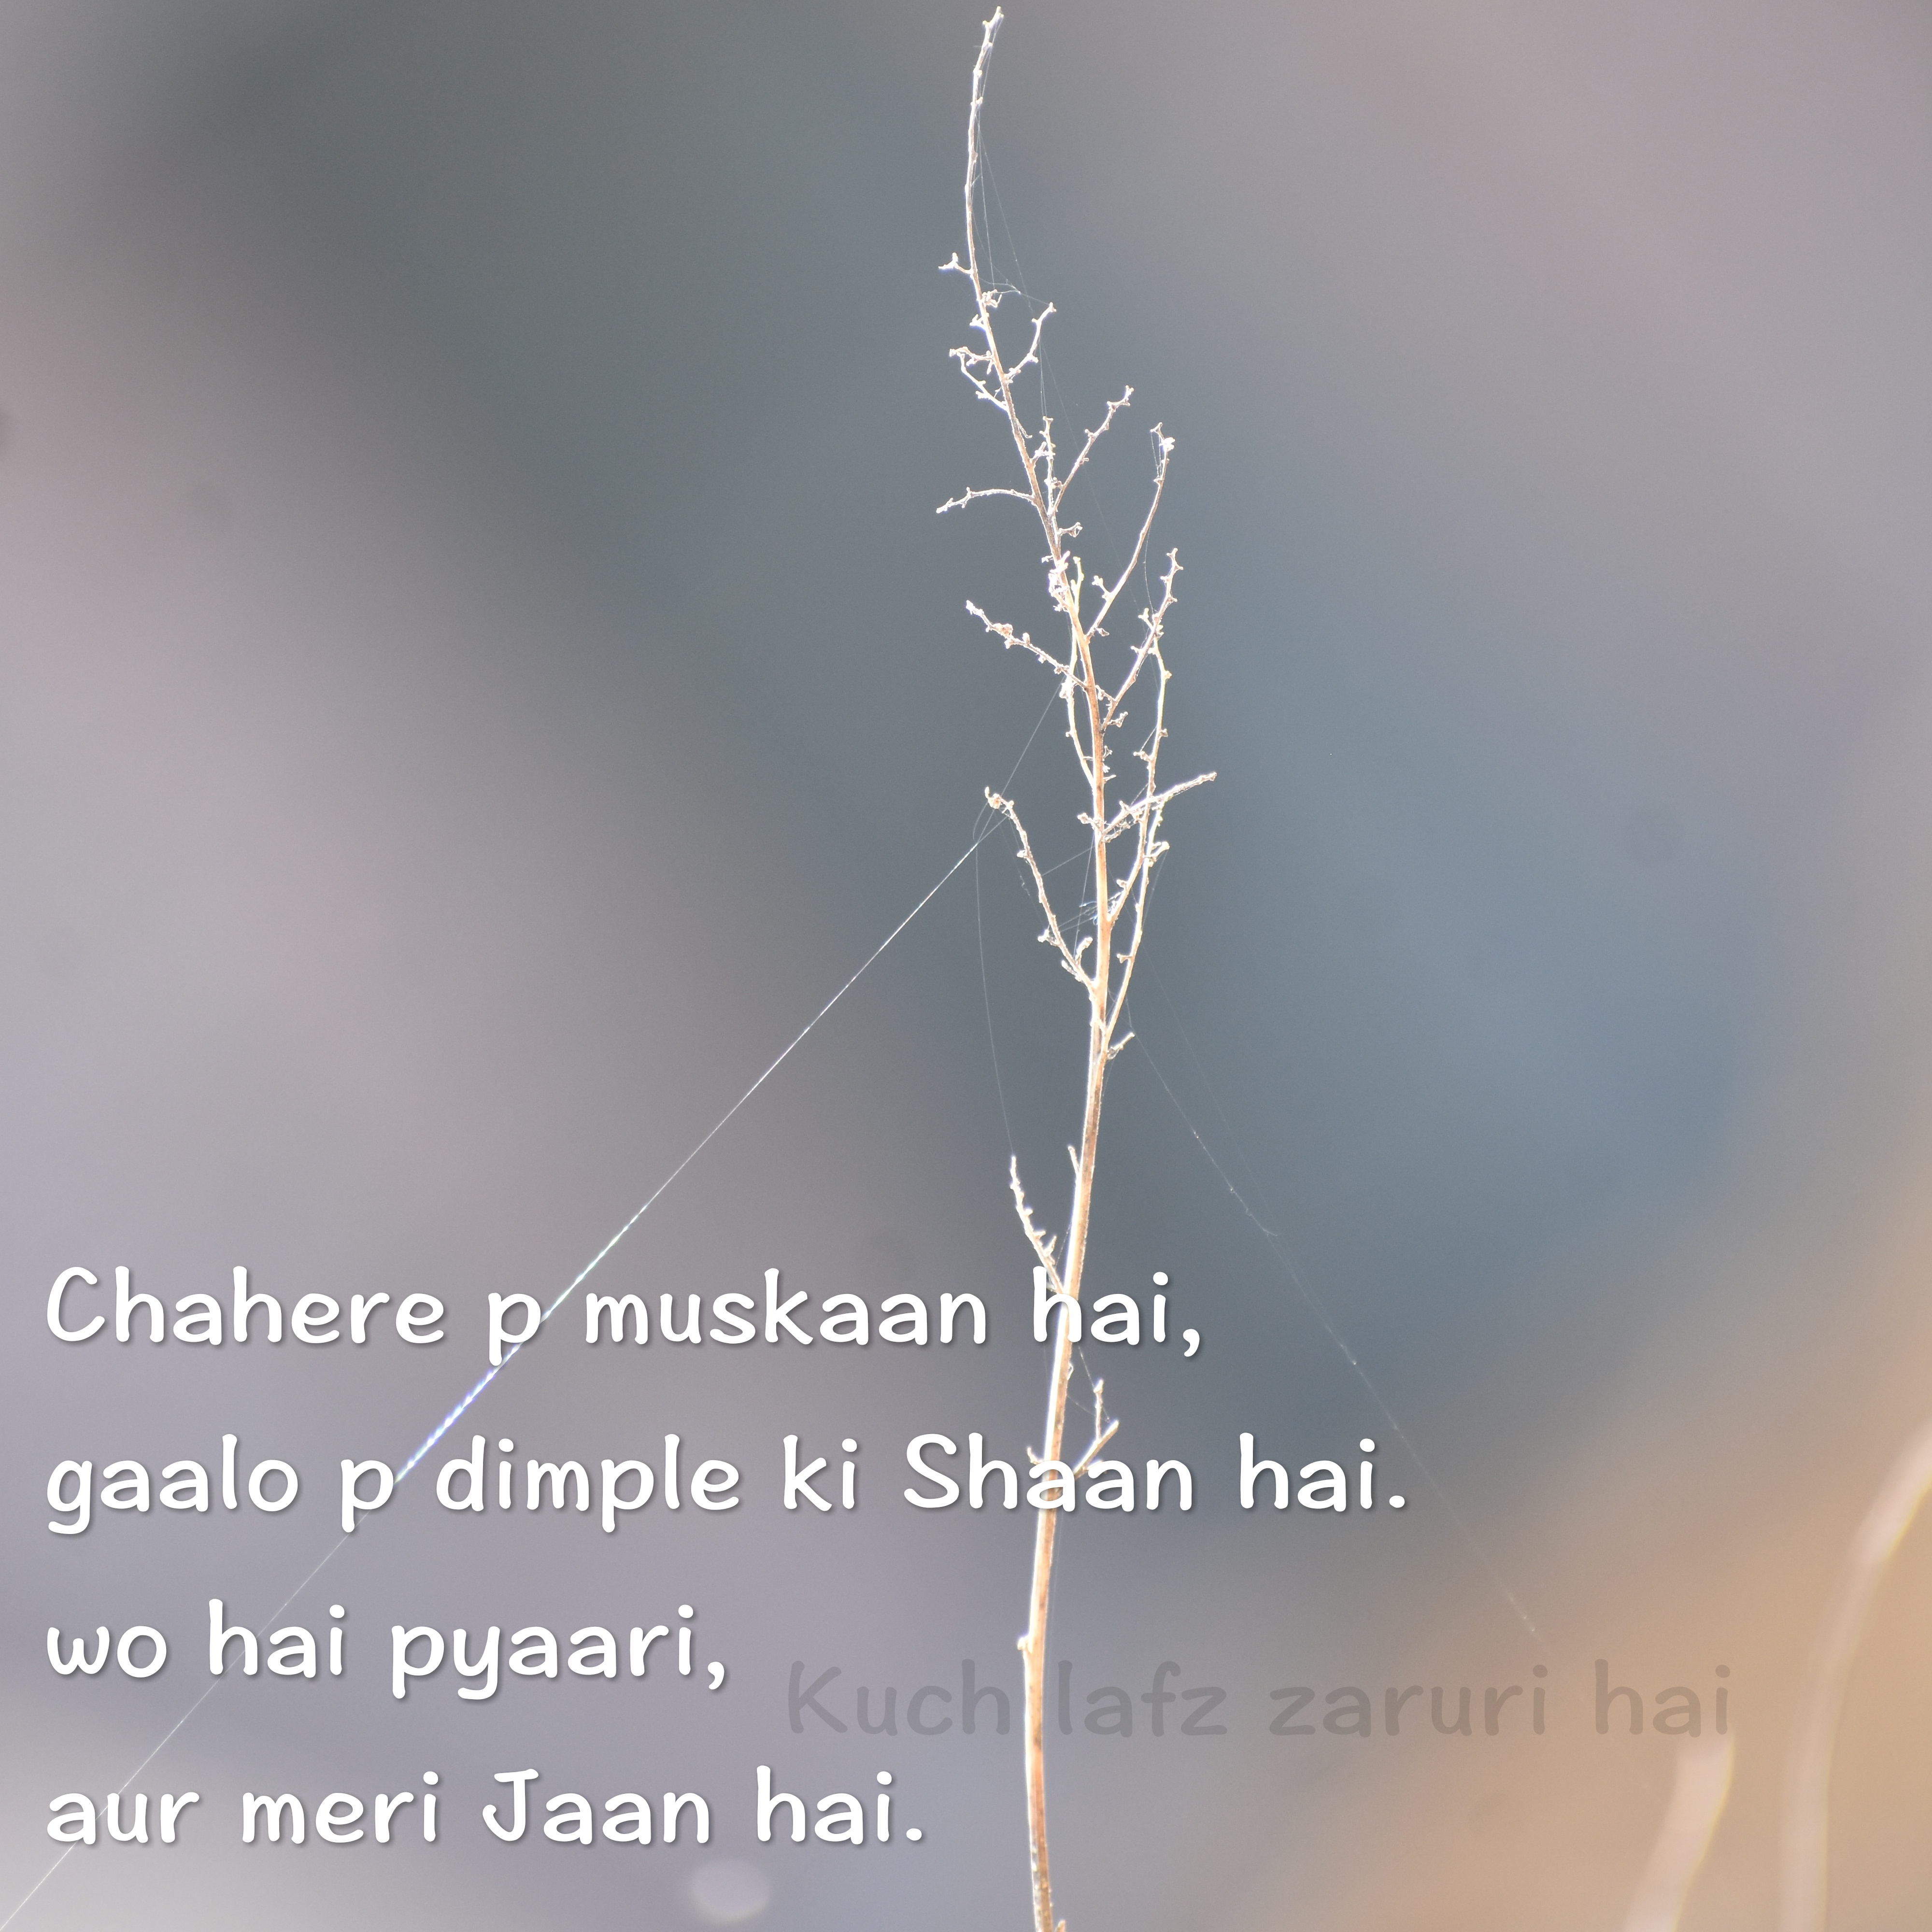 Chahere p muskaan hai,
gaalo p dimple ki Shaan hai.
wo hai pyaari,
Kuch lafz zaruri hai
aur meri Jaan hai.